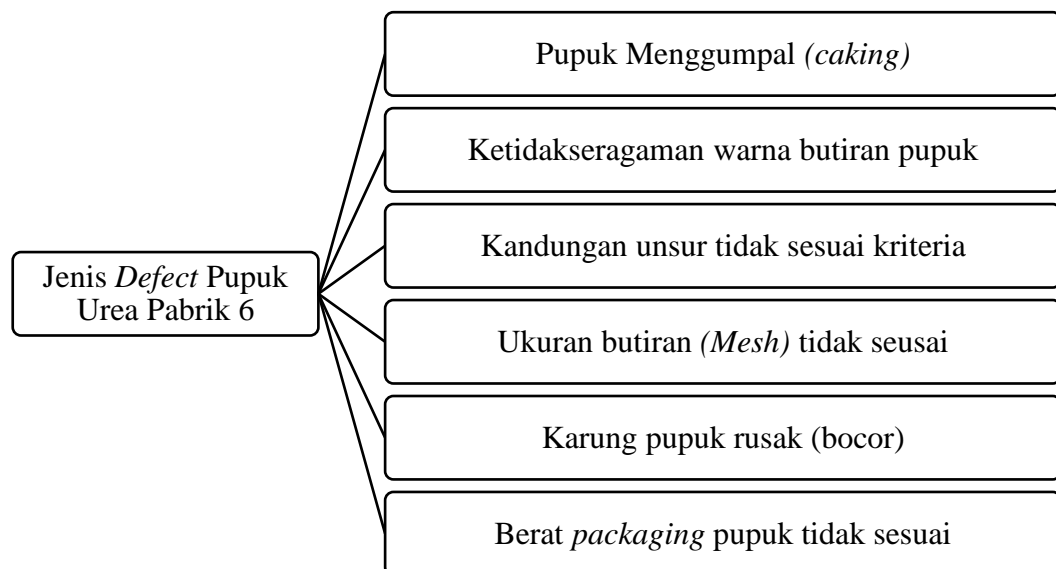 Pupuk Menggumpal (caking)
Ketidakseragaman warna butiran pupuk
Kandungan unsur tidak sesuai kriteria
Jenis Defect Pupuk
Urea Pabrik 6
Ukuran butiran (Mesh) tidak seusai
Karung pupuk rusak (bocor)
Berat packaging pupuk tidak sesuai